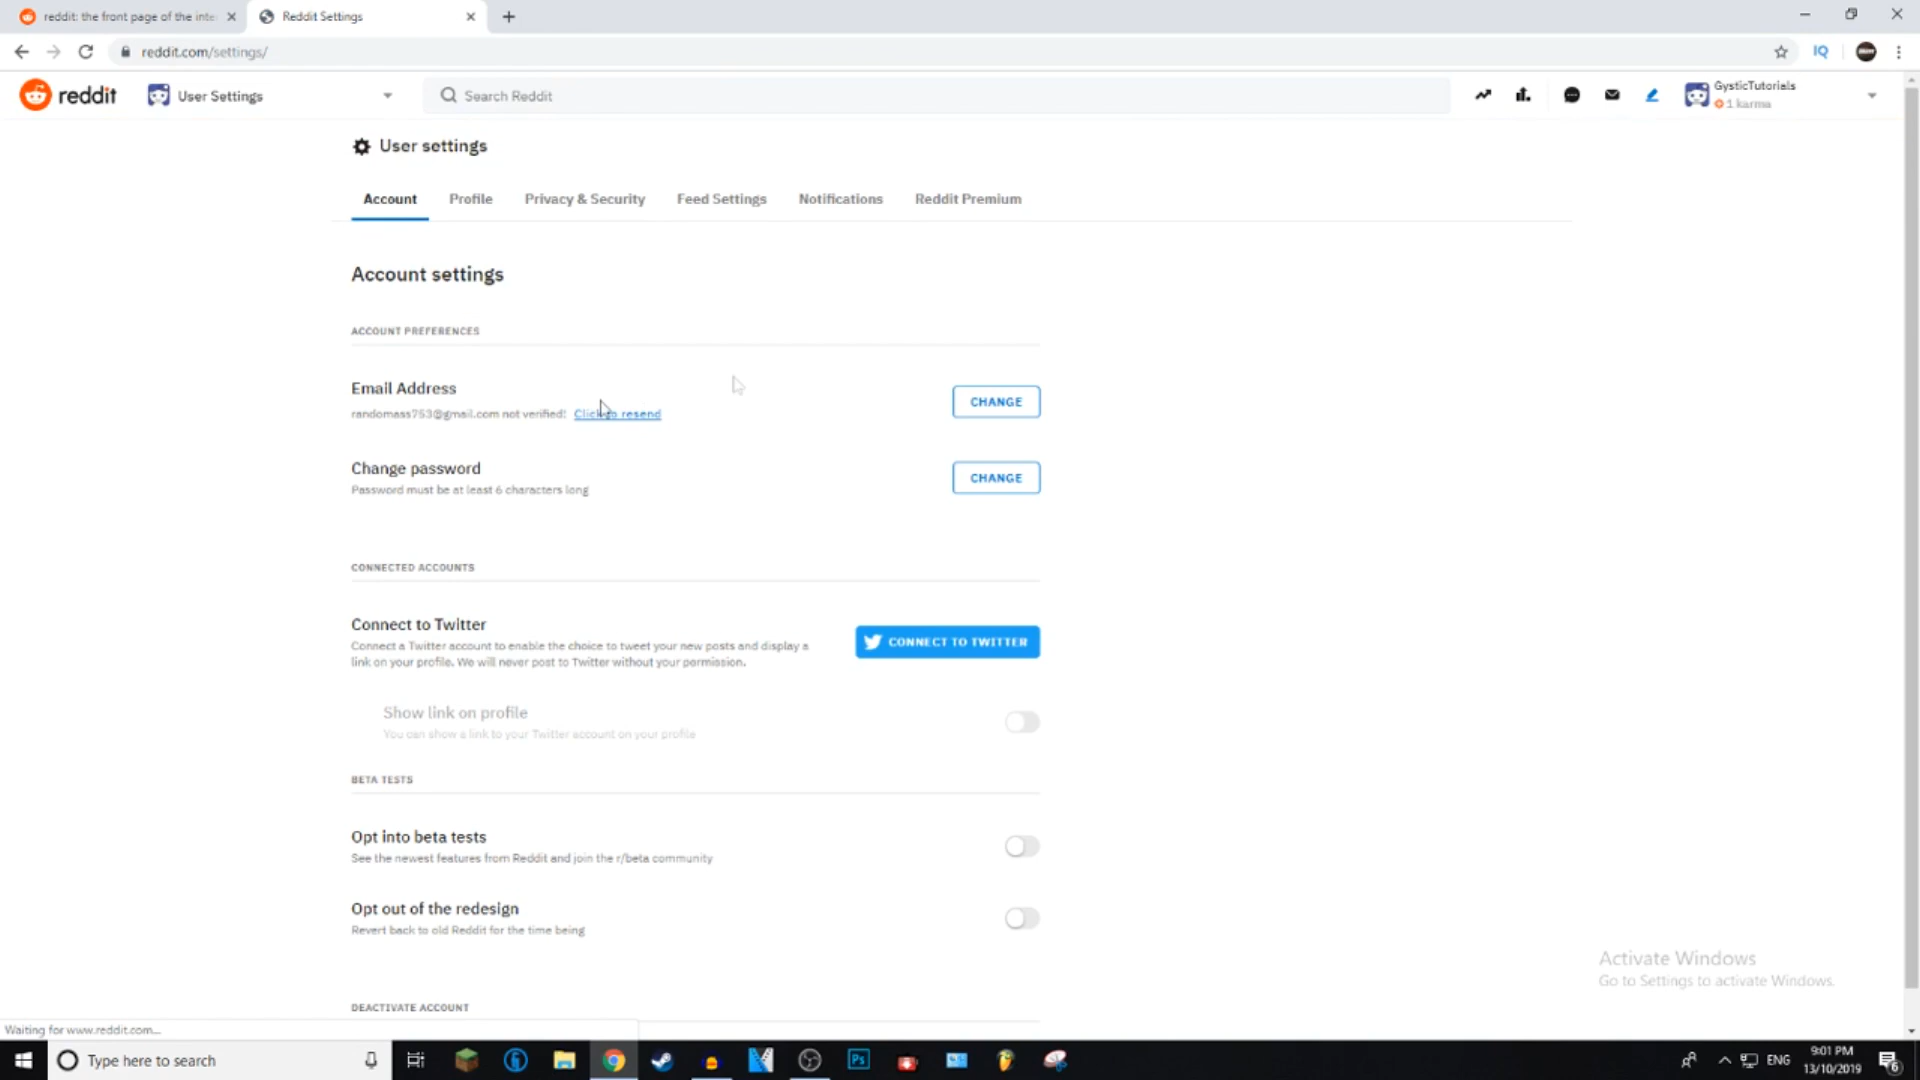 reddit: the front page of the inte
Reddit Settings
reddit.com/settings/
IQ
reddit
User Settings
Search Reddit
GysticTutorials
1 karma
User settings
Account
Profile
Privacy & Security
Feed Settings
Notifications
Reddit Premium
Account settings
ACCOUNT PREFERENCES
Email Address
randomass753@gmail.com not verified! Click to resend
CHANGE
Change password
Password must be at least 6 characters long
CHANGE
CONNECTED ACCOUNTS
Connect to Twitter
Connect a Twitter account to enable the choice to tweet your new posts and display a
link on your profile. We will never post to Twitter without your permission.
CONNECT TO TWITTER
Show link on profile
You can show a link to your Twitter account on your profile
BETA TESTS
Opt into beta tests
See the newest features from Reddit and join the r/beta community
Opt out of the redesign
Revert back to old Reddit for the time being
Activate Windows
Go to Settings to activate Windows.
DEACTIVATE ACCOUNT
Waiting for www.reddit.com...
Type here to search
Ps
ENG
9:01 PM
13/10/2019
6